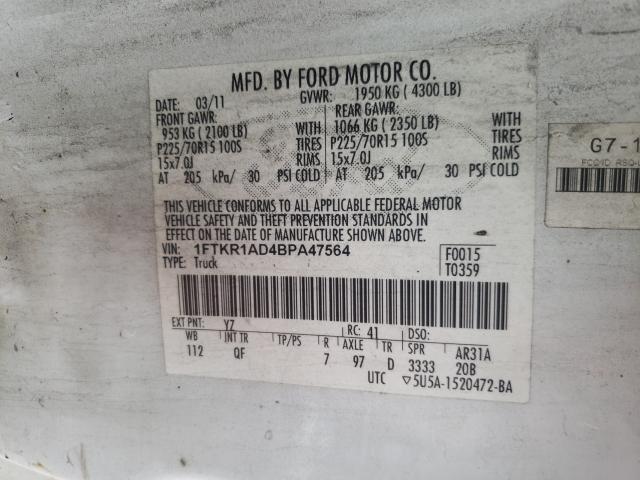 MFD. BY FORD MOTOR CO.
DATE: 03/11 GVWR: 1950 KG ( 4300 LB)
FRONT GAWR: REAR GAWR:
953 KG ( 2100 LB) WITH 1066 KG ( 2350 LB) WITH
P225/70R15 100S TIRES P225/70R15 100S TIRES
15x7.0J RIMS 15x7.0J RIMS
AT 205 kPa/ 30 PSI COLD AT 205 kPa/ 30 PSI COLD
THIS VEHICLE CONFORMS TO ALL APPLICABLE FEDERAL MOTOR
VEHICLE SAFETY AND THEFT PREVENTION STANDARDS IN
EFFECT ON THE DATE OF MANUFACTURE SHOWN ABOVE.
VIN: 1FTKR1AD4BPA47564 F0015
TYPE: Truck T0359
EXT PNT: YZ RC: 41 DSO:
WB INT TR TP/PS R AXLE TR SPR AR31A
112 QF 7 97 D 3333 20B
UTC ▽5U5A-1520472-BA
G7-1
FCC/ID RSQ